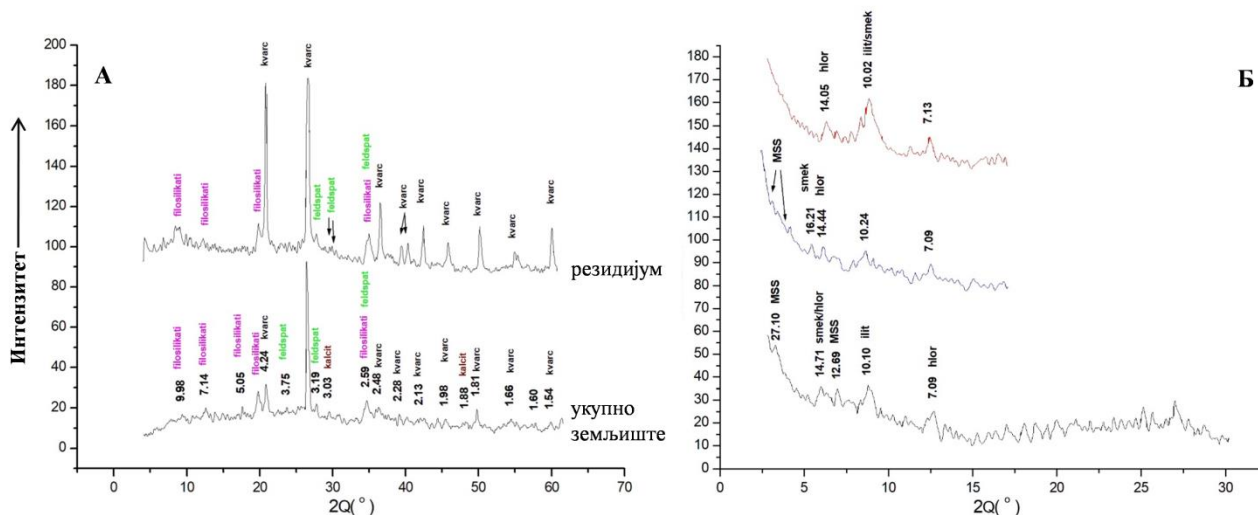 А
Интензитет
200
180
160
140
120
100
80
60
40
20
0
filosilikati
filosilikati
filosilikati
kvarc
kvarc
feldspat
feldspat
filosilikati feldspat
kvarc
kvarc
kvarc
kvarc
kvarc
kvarc
kvarc
резидијум
9.98 filosilikati
7.14 filosilikati
5.05 filosilikati
filosilikati
4.24 kvarc
3.75 feldspat
3.19 feldspat
3.03 kalcit
2.59 filosilikati feldspat
2.48 kvarc
2.28 kvarc
2.13 kvarc
1.98 kvarc
1.88 kalcit
1.81 kvarc
1.66 kvarc
1.60
1.54 kvarc
укупно
земљиште
0 10 20 30 40 50 60 70
2Q(°)
Б
180
170
160
150
140
130
120
110
100
90
80
70
60
50
40
30
20
10
0
14.05 hlor
10.02 ilit/smek
7.13
MSS
16.21 smek
14.44 hlor
10.24
7.09
27.10 MSS
14.71 smek/hlor
12.69 MSS
10.10 ilit
7.09 hlor
0 5 10 15 20 25 30
2Q(°)